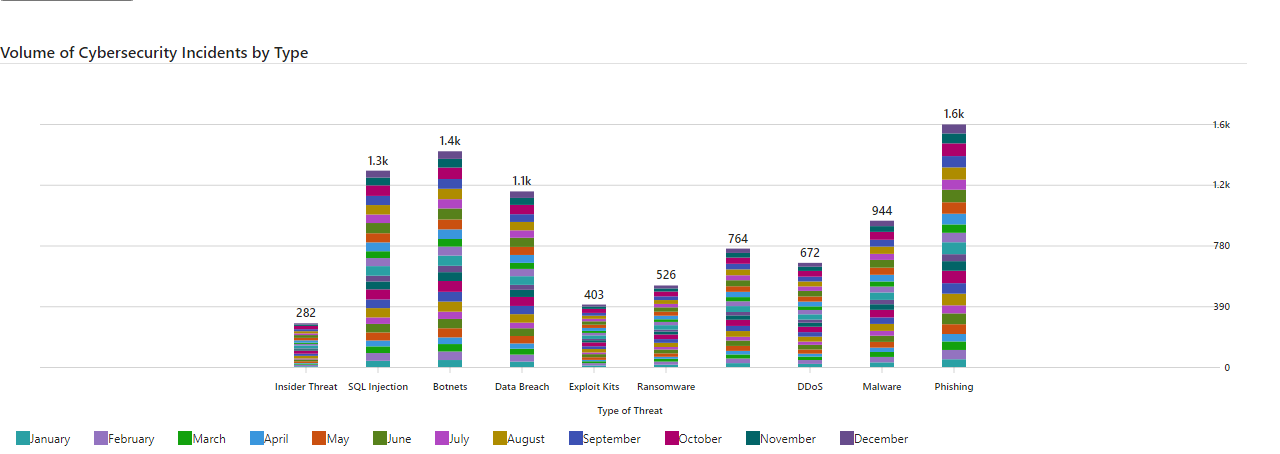 Volume of Cybersecurity Incidents by Type
1.6k
1.6k
1.4k
1.3k
1.1k
1.2k
944
764
780
672
526
403
390
282
0
Insider Threat SQL Injection Botnets Data Breach Exploit Kits Ransomware DDoS Malware Phishing
Type of Threat
January February March April May June July August September October November December